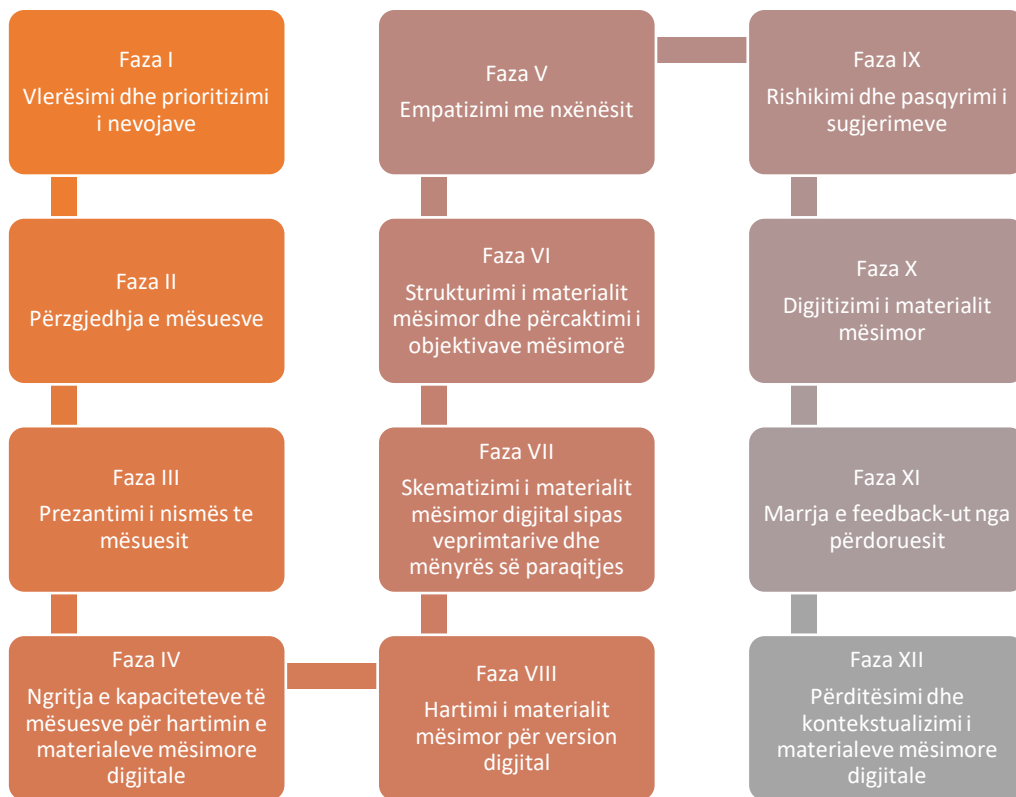 Faza I
Vlerësimi dhe prioritizimi
i nevojave
Faza II
Përzgjedhja e mësuesve
Faza III
Prezantimi i nismës te
mësuesit
Faza IV
Ngritja e kapaciteteve të
mësuesve për hartimin e
materialeve mësimore
digjitale
Faza V
Empatizimi me nxënësit
Faza VI
Strukturimi i materialit
mësimor dhe përcaktimi i
objektivave mësimorë
Faza VII
Skematizimi i materialit
mësimor digjital sipas
veprimtarive dhe
mënyrës së paraqitjes
Faza VIII
Hartimi i materialit
mësimor për version
digjital
Faza IX
Rishikimi dhe pasqyrimi i
sugjerimeve
Faza X
Digjitizimi i materialit
mësimor
Faza XI
Marrja e feedback-ut nga
përdoruesit
Faza XII
Përditësimi dhe
kontekstualizimi i
materialeve mësimore
digjitale